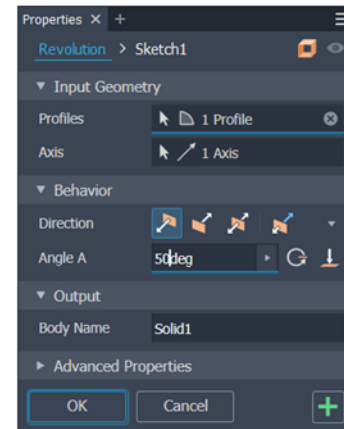 Properties × +
Revolution > Sketch1
Input Geometry
Profiles 1 Profile
Axis 1 Axis
Behavior
Direction
Angle A 50deg
Output
Body Name Solid1
Advanced Properties
OK Cancel